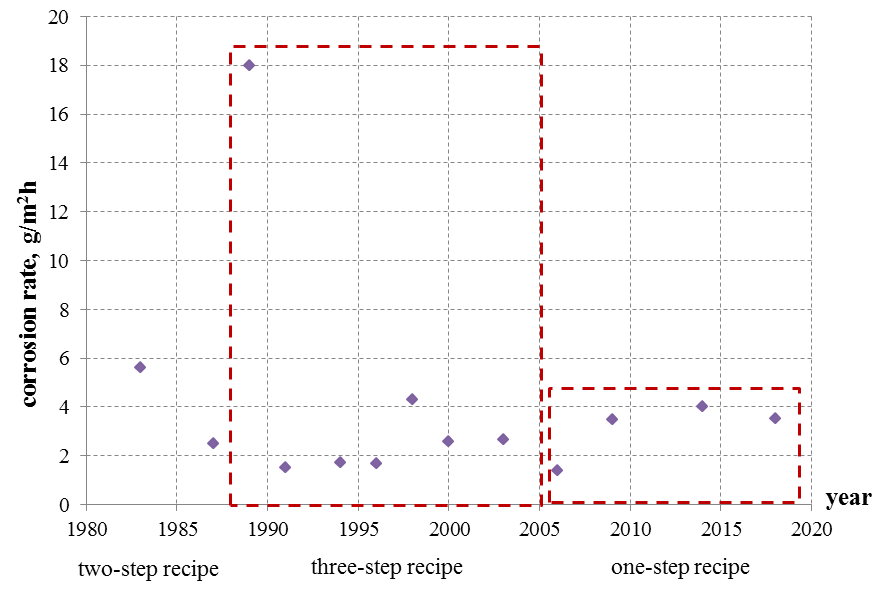 20
18
16
14
12
10
8
6
4
2
0
corrosion rate, g/m²h
year
1980 1985 1990 1995 2000 2005 2010 2015 2020
two-step recipe three-step recipe one-step recipe